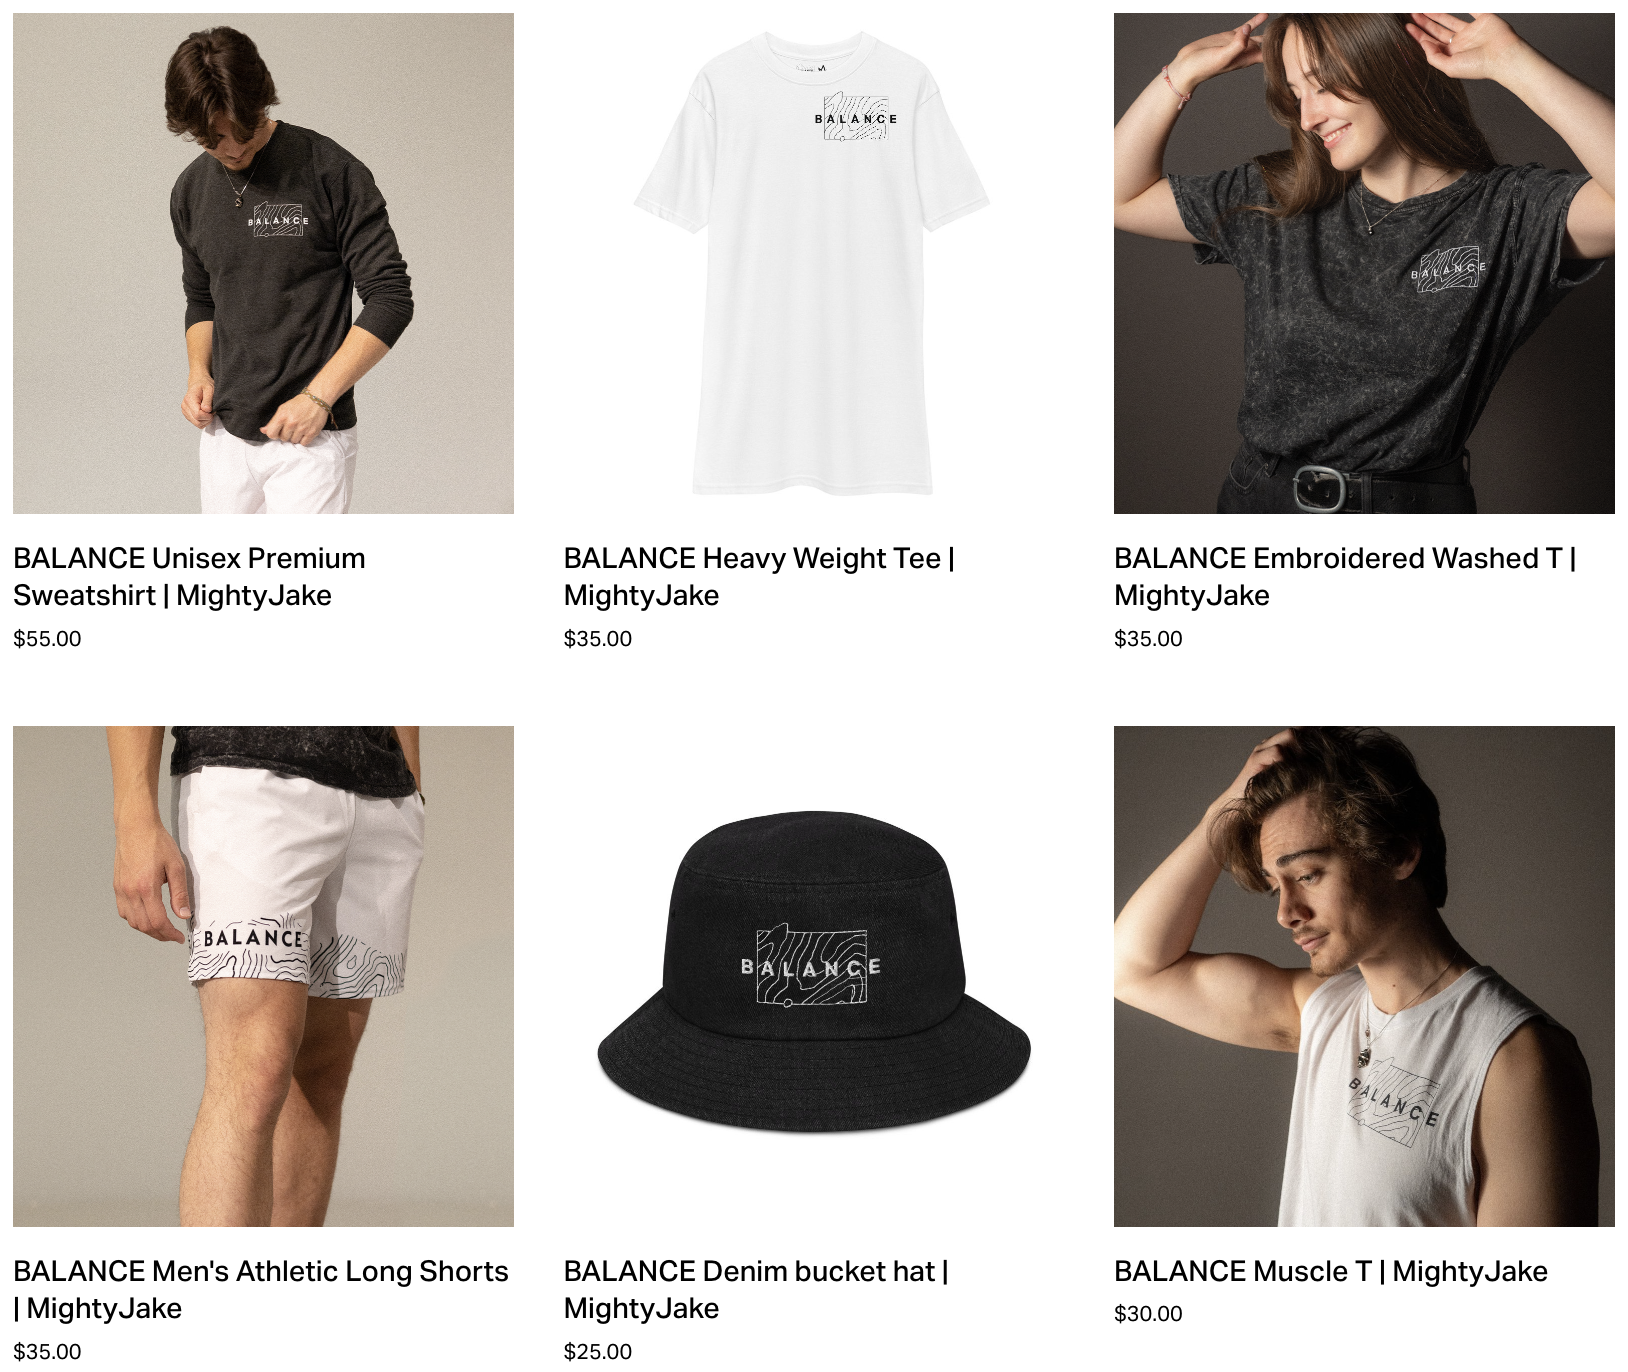 BALANCE
BALANCE
BALANCE
BALANCE Unisex Premium
Sweatshirt | MightyJake
$55.00
BALANCE Heavy Weight Tee |
MightyJake
$35.00
BALANCE Embroidered Washed T |
MightyJake
$35.00
BALANCE
BALANCE
BALANCE
BALANCE Men's Athletic Long Shorts
| MightyJake
$35.00
BALANCE Denim bucket hat |
MightyJake
$25.00
BALANCE Muscle T | MightyJake
$30.00